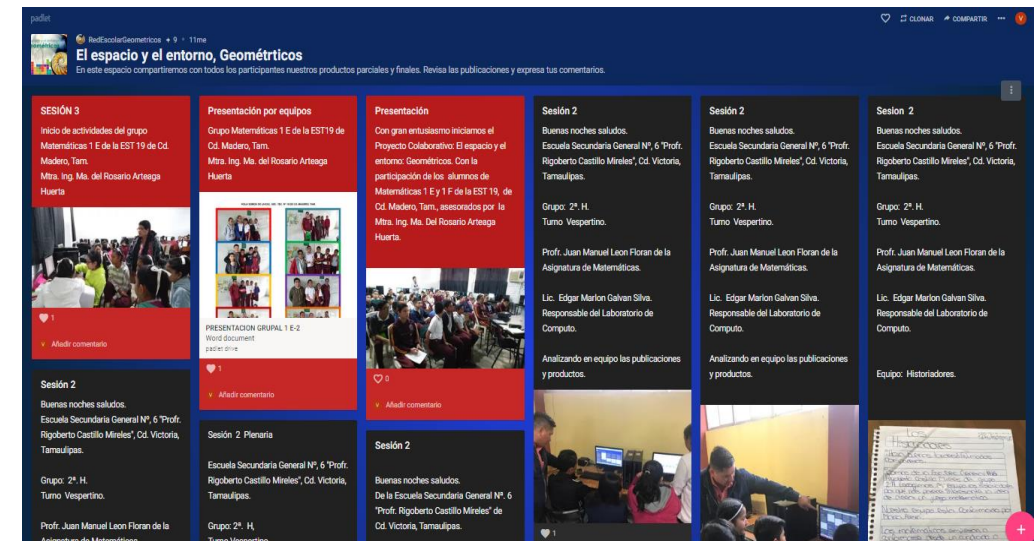 padlet
CLONAR
COMPARTIR
V
RedEscolarGeometricos + 9 • 11me
El espacio y el entorno, Geométrticos
En este espacio compartiremos con todos los participantes nuestros productos parciales y finales. Revisa las publicaciones y expresa tus comentarios.
SESIÓN 3
Inicio de actividades del grupo
Matemáticas 1 E de la EST 19 de Cd.
Madero, Tam.
Mtra. Ing. Ma. del Rosario Arteaga
Huerta
1
Añadir comentario
Sesión 2
Buenas noches saludos.
Escuela Secundaria General Nº, 6 "Profr.
Rigoberto Castillo Mireles", Cd. Victoria,
Tamaulipas.
Grupo: 2ª. H.
Turno Vespertino.
Profr. Juan Manuel Leon Floran de la
Asignatura de Matemáticas.
Presentación por equipos
Grupo Matemáticas 1 E de la EST19 de
Cd. Madero, Tam.
Mtra. Ing. Ma. del Rosario Arteaga
Huerta
PRESENTACION GRUPAL 1 E-2
Word document
padlet drive
1
Añadir comentario
Sesión 2 Plenaria
Escuela Secundaria General Nº, 6 "Profr.
Rigoberto Castillo Mireles", Cd. Victoria,
Tamaulipas.
Grupo: 2ª. H,
Turno Vespertino.
Presentación
Con gran entusiasmo iniciamos el
Proyecto Colaborativo: El espacio y el
entorno: Geométricos. Con la
participación de los alumnos de
Matemáticas 1 E y 1 F de la EST 19, de
Cd. Madero, Tam., asesorados por la
Mtra. Ing. Ma. Del Rosario Arteaga
Huerta.
0
Añadir comentario
Sesión 2
Buenas noches saludos.
De la Escuela Secundaria General Nª. 6
"Profr. Rigoberto Castillo Mireles" de
Cd. Victoria, Tamaulipas.
Sesión 2
Buenas noches saludos.
Escuela Secundaria General Nº, 6 "Profr.
Rigoberto Castillo Mireles", Cd. Victoria,
Tamaulipas.
Grupo: 2ª. H.
Turno Vespertino.
Profr. Juan Manuel Leon Floran de la
Asignatura de Matemáticas.
Lic. Edgar Marlon Galvan Silva.
Responsable del Laboratorio de
Computo.
Analizando en equipo las publicaciones
y productos.
1
Sesión 2
Buenas noches saludos.
Escuela Secundaria General Nº, 6 "Profr.
Rigoberto Castillo Mireles", Cd. Victoria,
Tamaulipas.
Grupo: 2ª. H.
Turno Vespertino.
Profr. Juan Manuel Leon Floran de la
Asignatura de Matemáticas.
Lic. Edgar Marlon Galvan Silva.
Responsable del Laboratorio de
Computo.
Analizando en equipo las publicaciones
y productos.
Sesion 2
Buenas noches saludos.
Escuela Secundaria General Nº, 6 "Profr.
Rigoberto Castillo Mireles", Cd. Victoria,
Tamaulipas.
Grupo: 2ª. H.
Turno Vespertino.
Profr. Juan Manuel Leon Floran de la
Asignatura de Matemáticas.
Lic. Edgar Marlon Galvan Silva.
Responsable del Laboratorio de
Computo.
Equipo: Historiadores.